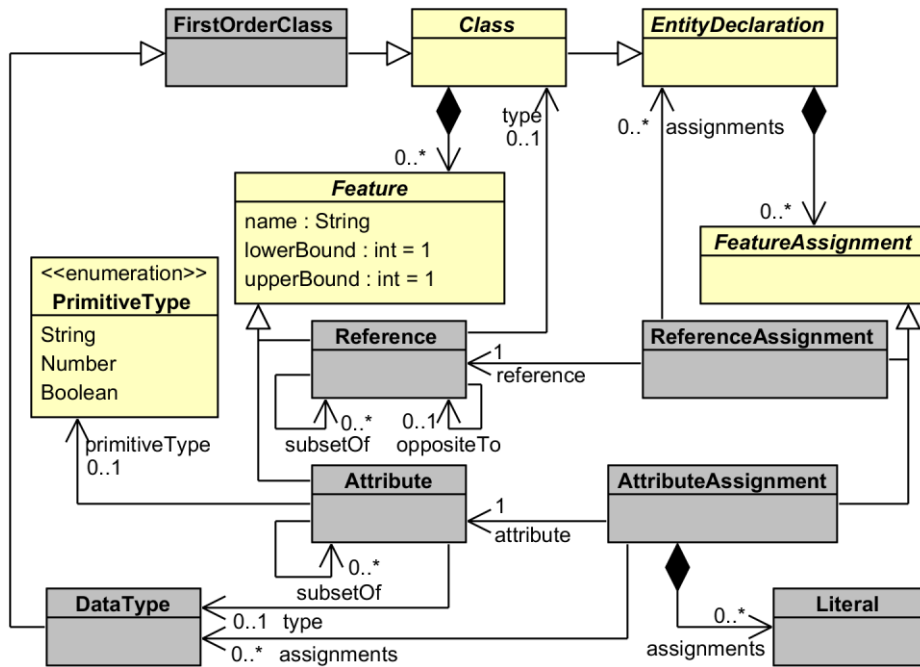 FirstOrderClass
Class
EntityDeclaration
type
0..1
0..* assignments
0..*
0..*
Feature
name : String
lowerBound : int = 1
upperBound : int = 1
FeatureAssignment
<<enumeration>>
PrimitiveType
String
Number
Boolean
Reference
ReferenceAssignment
1
reference
0..*
subsetOf
0..1
oppositeTo
primitiveType
0..1
Attribute
AttributeAssignment
1
attribute
0..*
subsetOf
DataType
0..1 type
0..* assignments
0..*
assignments
Literal